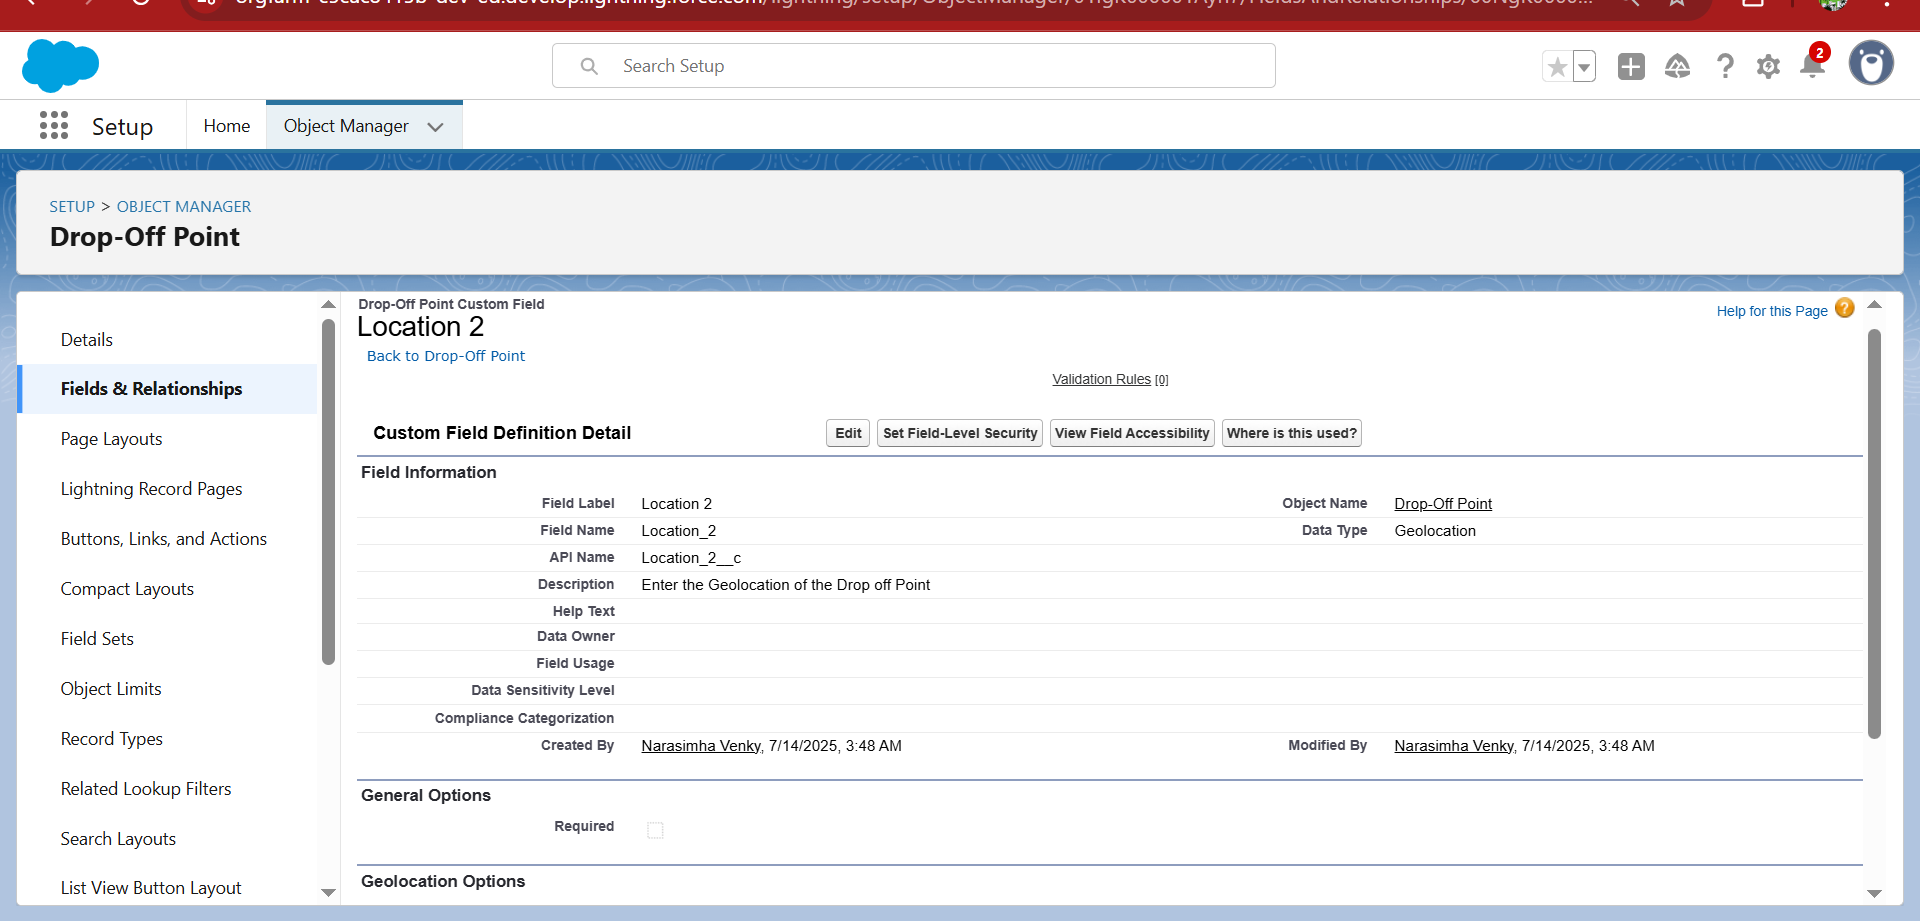 Search Setup
2
Setup
Home
Object Manager
SETUP > OBJECT MANAGER
Drop-Off Point
Details
Fields & Relationships
Page Layouts
Lightning Record Pages
Buttons, Links, and Actions
Compact Layouts
Field Sets
Object Limits
Record Types
Related Lookup Filters
Search Layouts
List View Button Layout
Drop-Off Point Custom Field
Location 2
Help for this Page
Back to Drop-Off Point
Validation Rules [0]
Custom Field Definition Detail
Edit
Set Field-Level Security
View Field Accessibility
Where is this used?
Field Information
Field Label Location 2 Object Name Drop-Off Point
Field Name Location_2 Data Type Geolocation
API Name Location_2__c
Description Enter the Geolocation of the Drop off Point
Help Text
Data Owner
Field Usage
Data Sensitivity Level
Compliance Categorization
Created By Narasimha Venky, 7/14/2025, 3:48 AM Modified By Narasimha Venky, 7/14/2025, 3:48 AM
General Options
Required
Geolocation Options